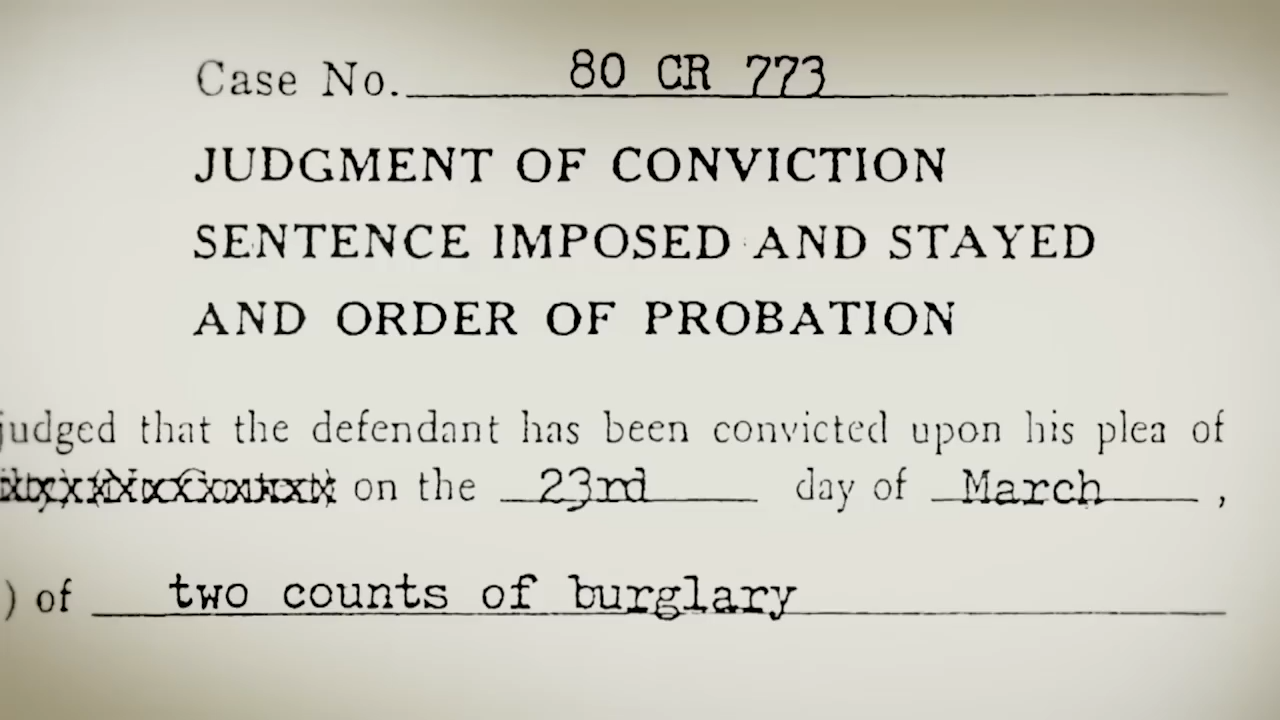 Case No. 80 CR 773
JUDGMENT OF CONVICTION
SENTENCE IMPOSED AND STAYED
AND ORDER OF PROBATION
judged that the defendant has been convicted upon his plea of
on the 23rd day of March ,
) of two counts of burglary